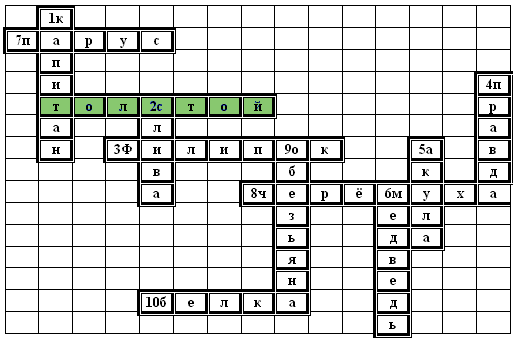 1к
7п а р у с
п
и 4п
т о л 2с т о й р
а л а
н 3Ф и л и п 9о к 5а в
в б к д
а 8ч е р ё 6м у х а
з е л
ь д а
я в
н е
10б е л к а д
ь